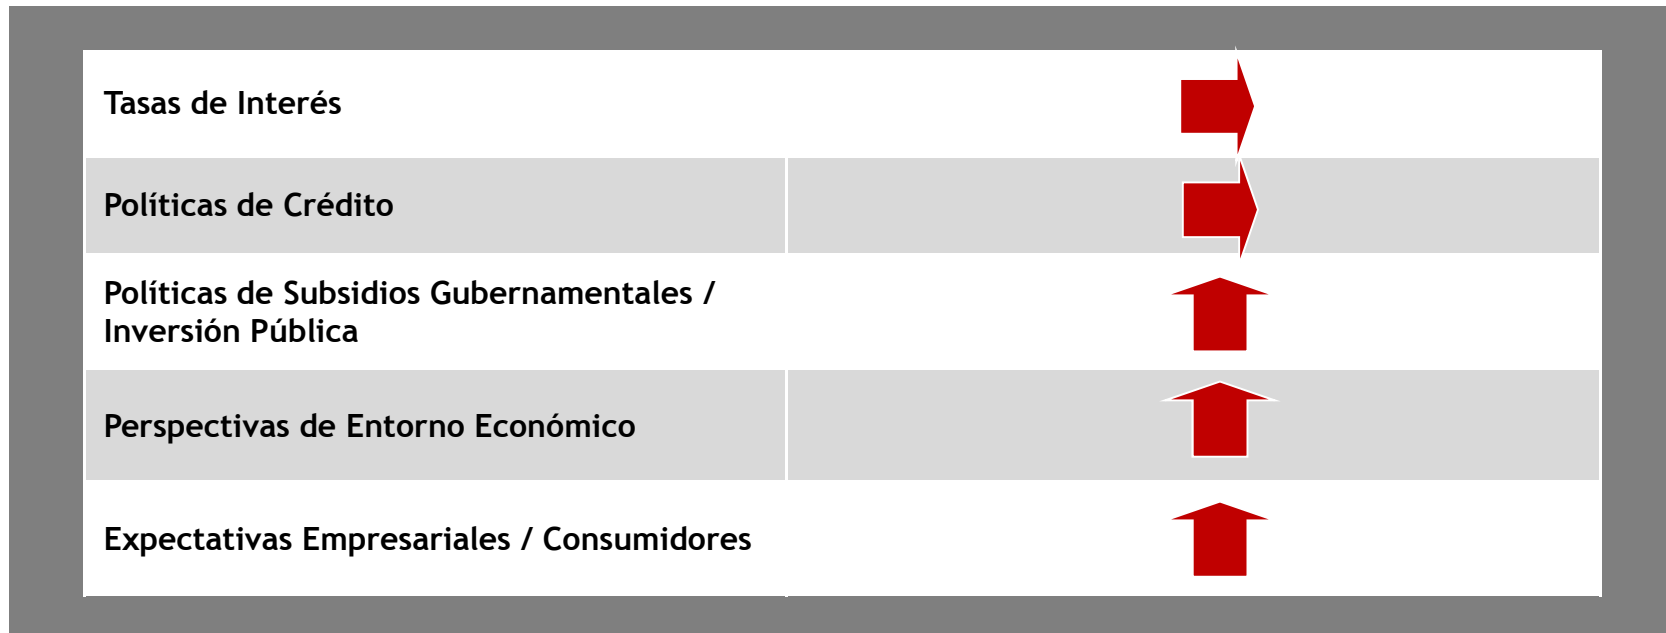 Tasas de Interés
Políticas de Crédito
Políticas de Subsidios Gubernamentales /
Inversión Pública
Perspectivas de Entorno Económico
Expectativas Empresariales / Consumidores